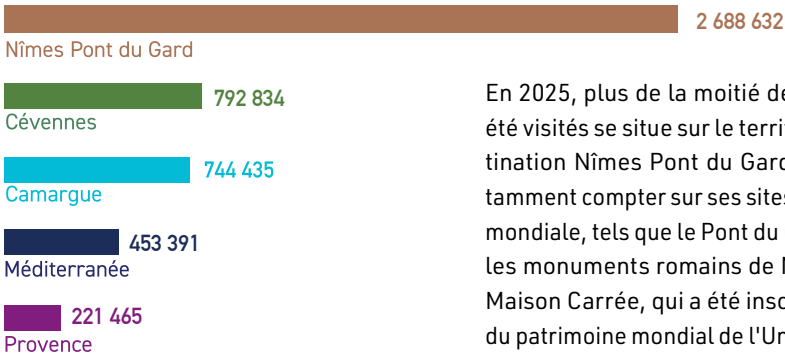 2 688 632
Nîmes Pont du Gard
792 834
Cévennes
744 435
Camargue
453 391
Méditerranée
221 465
Provence
En 2025, plus de la moitié de
été visités se situe sur le terri
tination Nîmes Pont du Gard
tamment compter sur ses sites
mondiale, tels que le Pont du
les monuments romains de
Maison Carrée, qui a été insc
du patrimoine mondial de l'Un